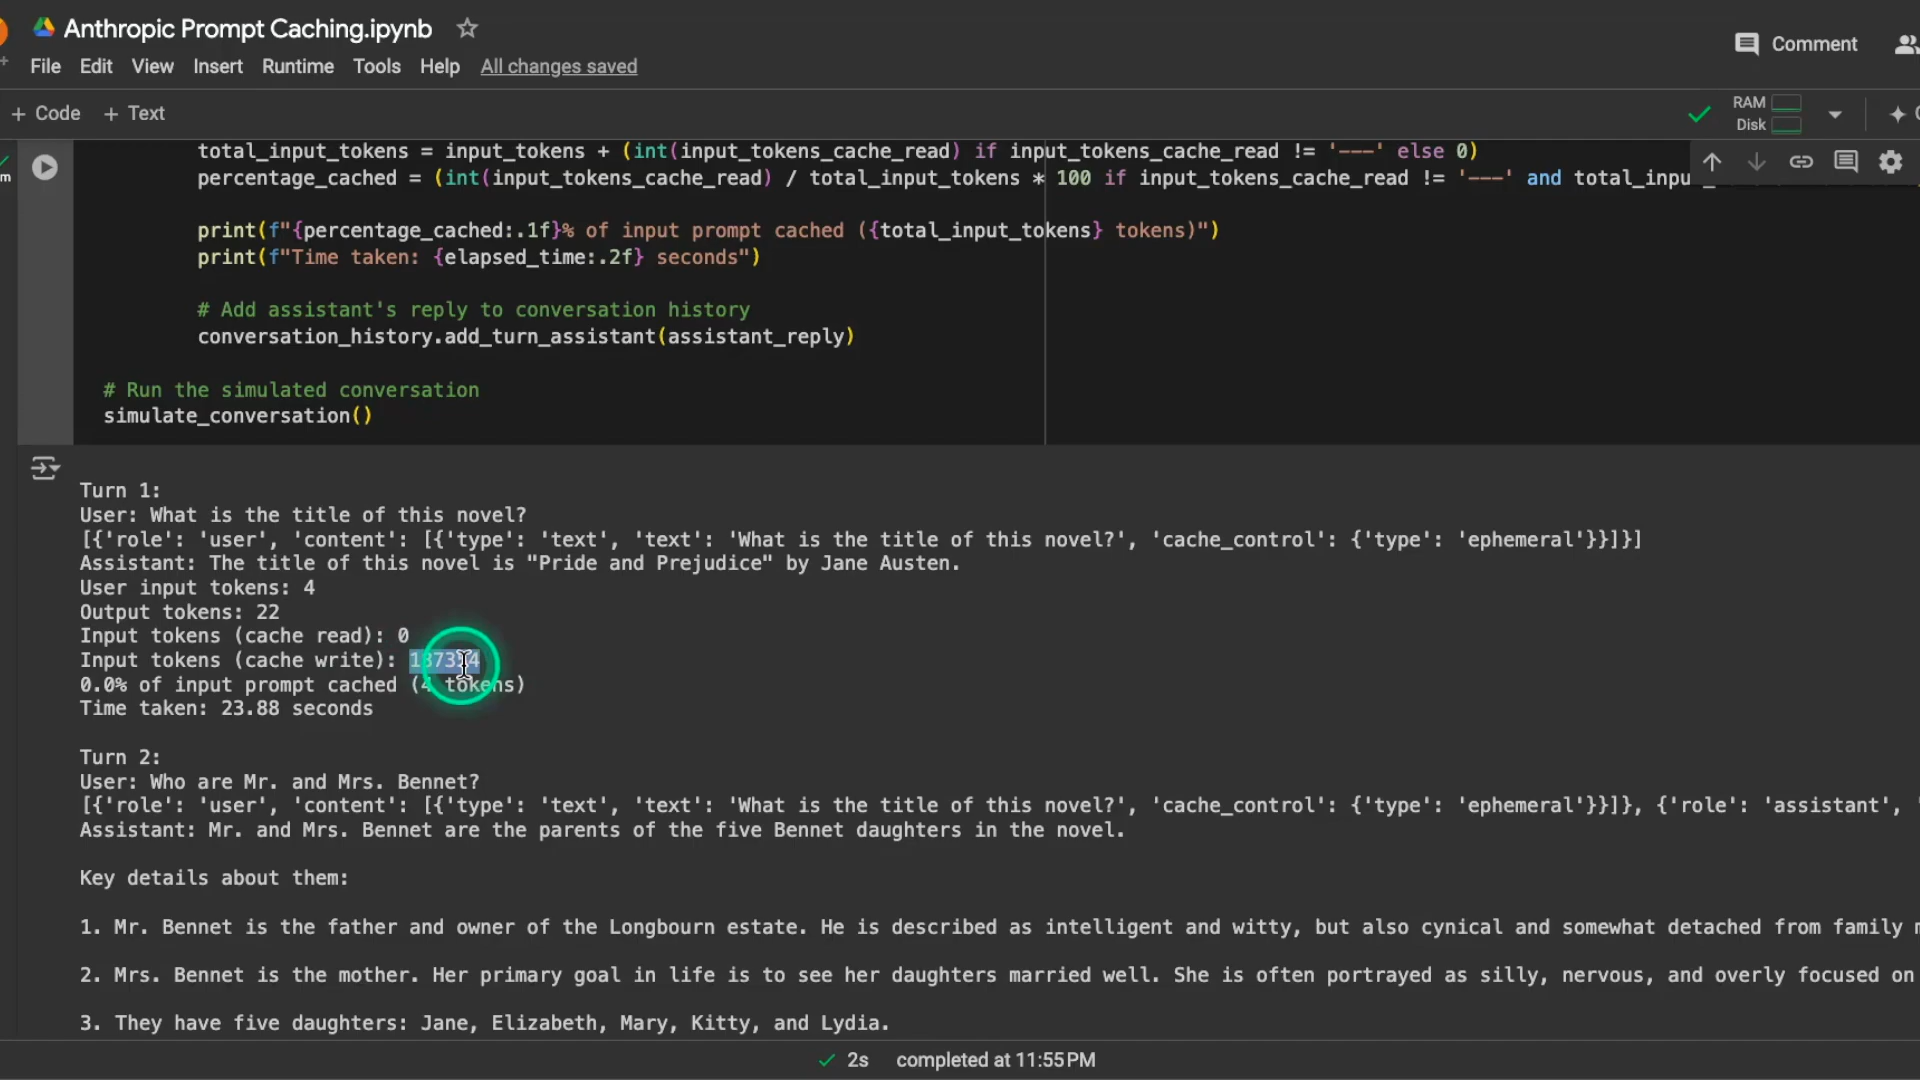 Anthropic Prompt Caching.ipynb
Comment
File Edit View Insert Runtime Tools Help All changes saved
+ Code + Text
RAM
Disk
total_input_tokens = input_tokens + (int(input_tokens_cache_read) if input_tokens_cache_read != '---' else 0)
percentage_cached = (int(input_tokens_cache_read) / total_input_tokens * 100 if input_tokens_cache_read != '---' and total_inpu
print(f"{percentage_cached:.1f}% of input prompt cached ({total_input_tokens} tokens)")
print(f"Time taken: {elapsed_time:.2f} seconds")
# Add assistant's reply to conversation history
conversation_history.add_turn_assistant(assistant_reply)
# Run the simulated conversation
simulate_conversation()
Turn 1:
User: What is the title of this novel?
[{'role': 'user', 'content': [{'type': 'text', 'text': 'What is the title of this novel?', 'cache_control': {'type': 'ephemeral'}}]}]
Assistant: The title of this novel is "Pride and Prejudice" by Jane Austen.
User input tokens: 4
Output tokens: 22
Input tokens (cache read): 0
Input tokens (cache write):
0.0% of input prompt cached (4 tokens)
Time taken: 23.88 seconds
Turn 2:
User: Who are Mr. and Mrs. Bennet?
[{'role': 'user', 'content': [{'type': 'text', 'text': 'What is the title of this novel?', 'cache_control': {'type': 'ephemeral'}}]}, {'role': 'assistant', '
Assistant: Mr. and Mrs. Bennet are the parents of the five Bennet daughters in the novel.
Key details about them:
1. Mr. Bennet is the father and owner of the Longbourn estate. He is described as intelligent and witty, but also cynical and somewhat detached from family
2. Mrs. Bennet is the mother. Her primary goal in life is to see her daughters married well. She is often portrayed as silly, nervous, and overly focused on
3. They have five daughters: Jane, Elizabeth, Mary, Kitty, and Lydia.
2s completed at 11:55 PM